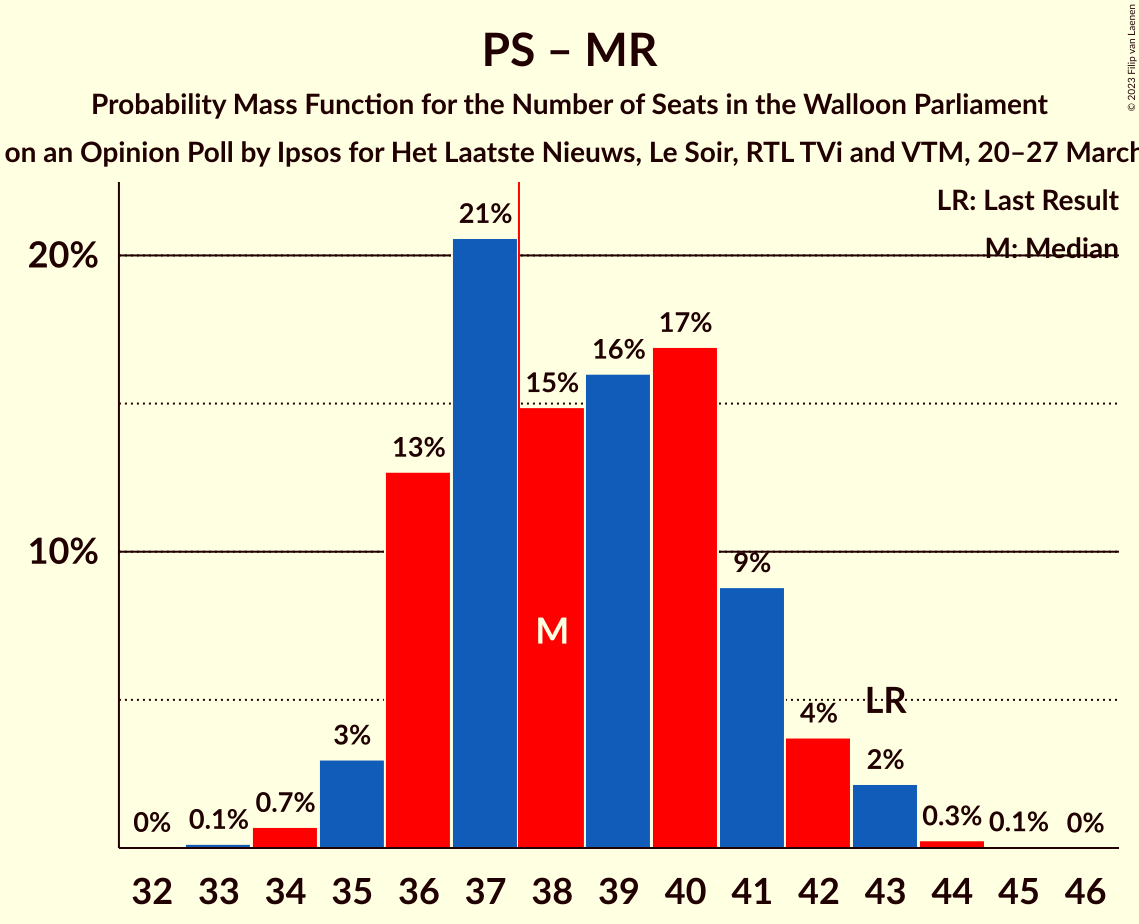 PS – MR
Probability Mass Function for the Number of Seats in the Walloon Parliament
on an Opinion Poll by Ipsos for Het Laatste Nieuws, Le Soir, RTL TVi and VTM, 20–27 March
© 2023 Filip van Laenen
LR: Last Result
M: Median
20%
10%
0%
0.1%
0.7%
3%
13%
21%
15%
16%
17%
9%
4%
2%
0.3%
0.1%
0%
M
LR
32 33 34 35 36 37 38 39 40 41 42 43 44 45 46